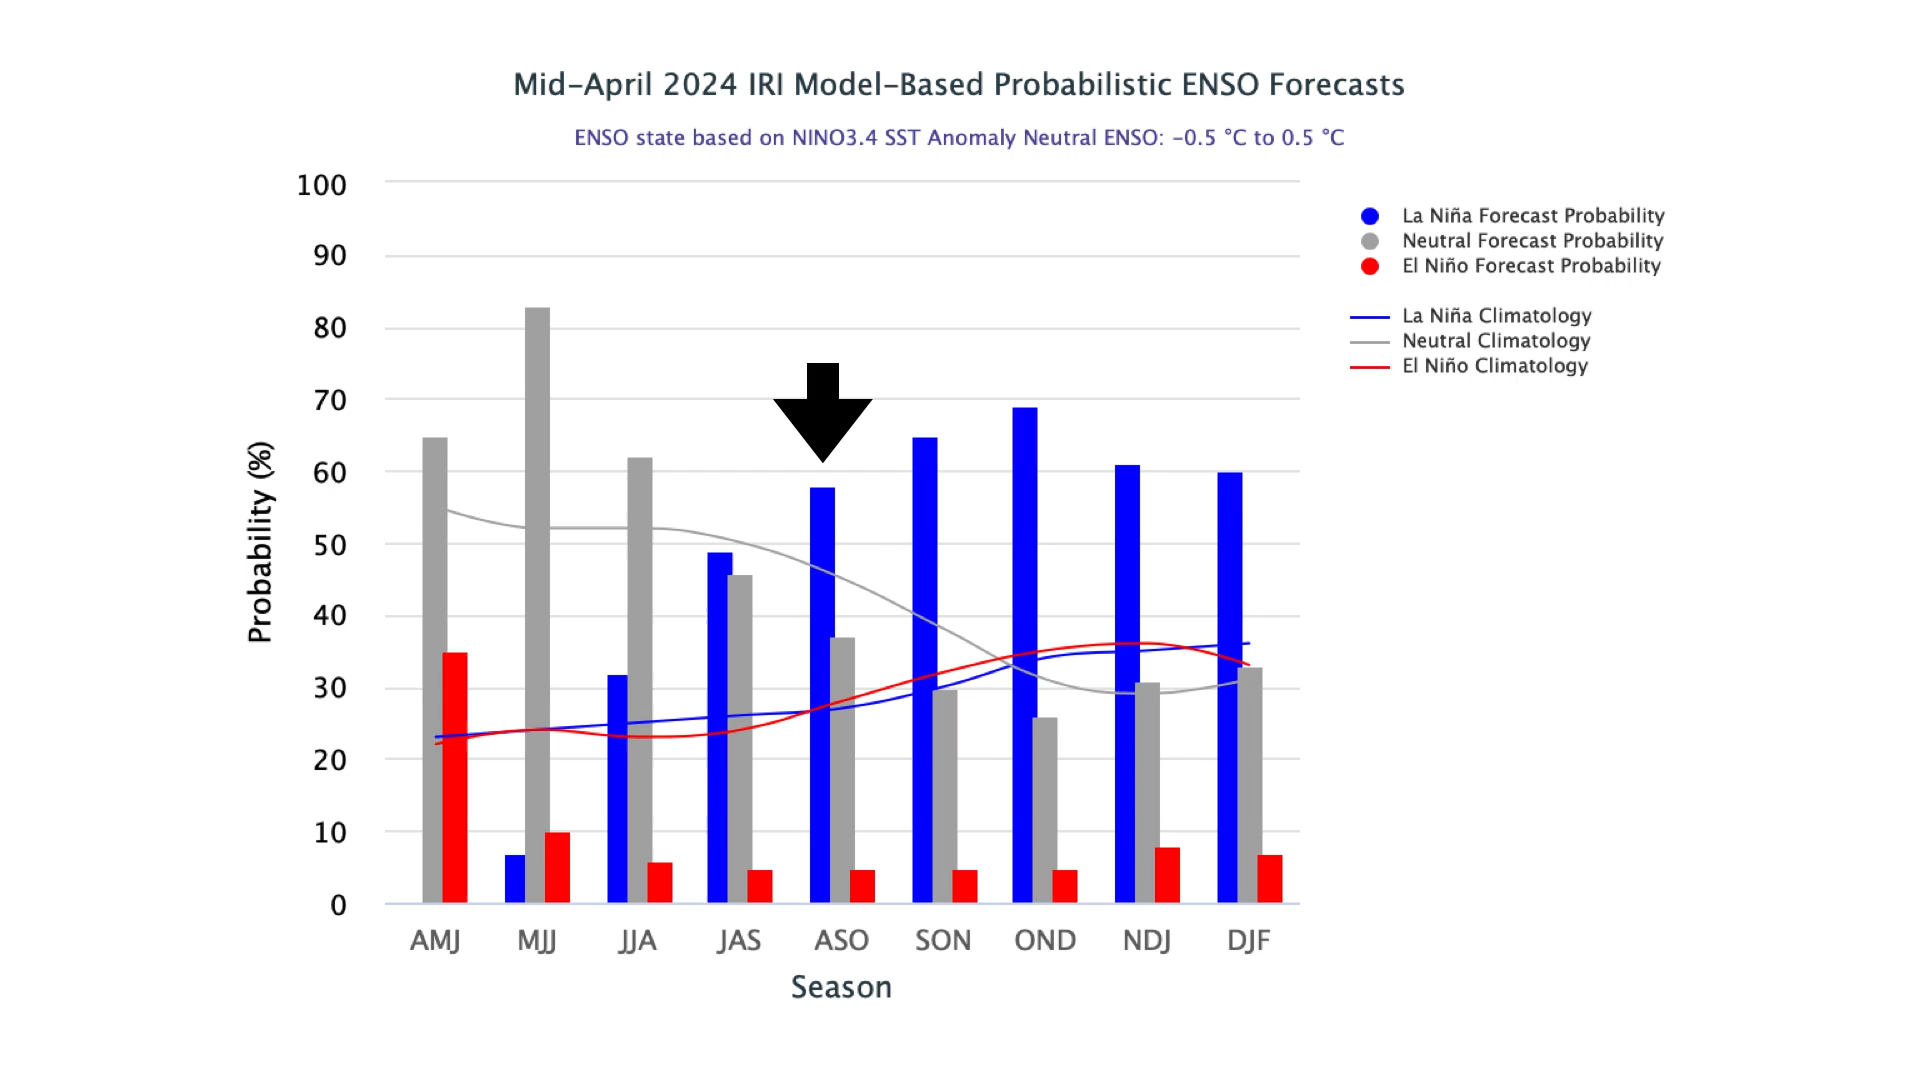 Mid-April 2024 IRI Model-Based Probabilistic ENSO Forecasts
ENSO state based on NINO3.4 SST Anomaly Neutral ENSO: -0.5 °C to 0.5 °C
100
90
80
70
60
50
40
30
20
10
0
Probability (%)
AMJ MJJ JJA JAS ASO SON OND NDJ DJF
Season
La Niña Forecast Probability
Neutral Forecast Probability
El Niño Forecast Probability
La Niña Climatology
Neutral Climatology
El Niño Climatology